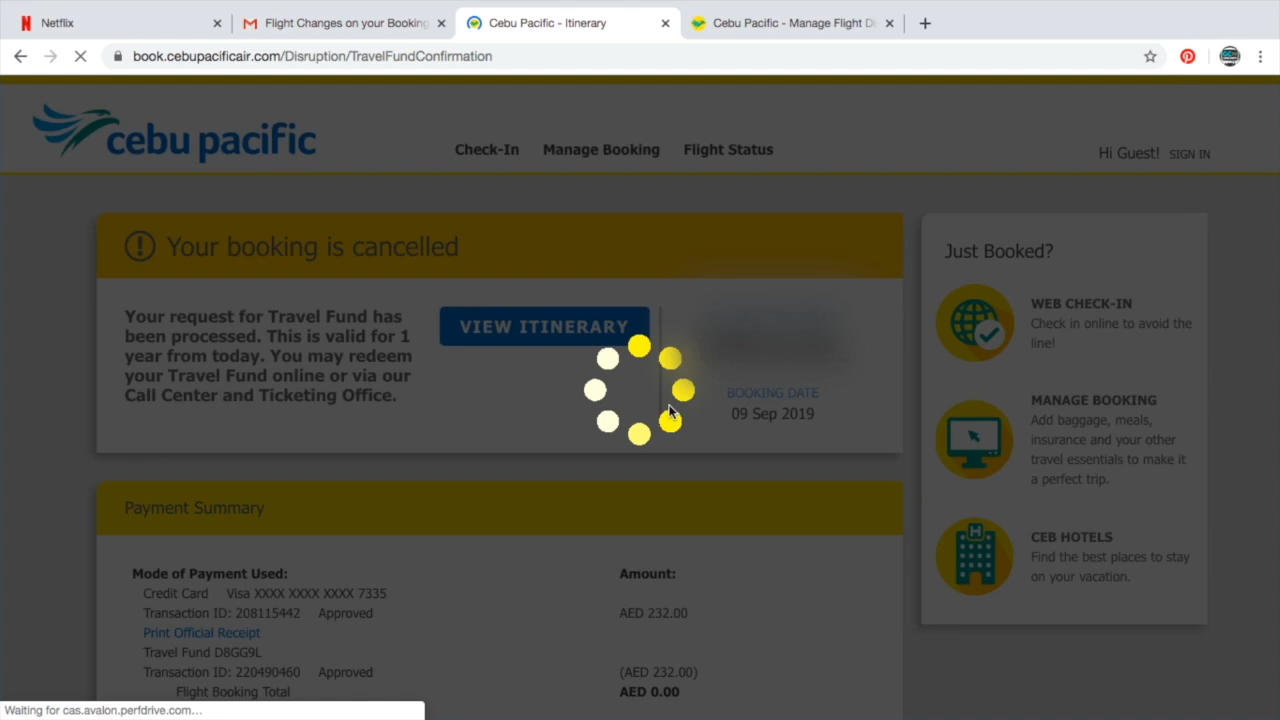 Netflix
Flight Changes on your Booking
Cebu Pacific - Itinerary
Cebu Pacific - Manage Flight Di
book.cebupacificair.com/Disruption/TravelFundConfirmation
cebu pacific
Check-In
Manage Booking
Flight Status
Hi Guest! SIGN IN
Your booking is cancelled
Your request for Travel Fund has
been processed. This is valid for 1
year from today. You may redeem
your Travel Fund online or via our
Call Center and Ticketing Office.
VIEW ITINERARY
BOOKING DATE
09 Sep 2019
Just Booked?
WEB CHECK-IN
Check in online to avoid the
line!
MANAGE BOOKING
Add baggage, meals,
insurance and your other
travel essentials to make it
a perfect trip.
CEB HOTELS
Find the best places to stay
on your vacation.
Payment Summary
Mode of Payment Used:
Amount:
Credit Card Visa XXXX XXXX XXXX 7335
Transaction ID: 208115442 Approved
AED 232.00
Print Official Receipt
Travel Fund D8GG9L
Transaction ID: 220490460 Approved
(AED 232.00)
Flight Booking Total
AED 0.00
Waiting for cas.avalon.perfdrive.com...